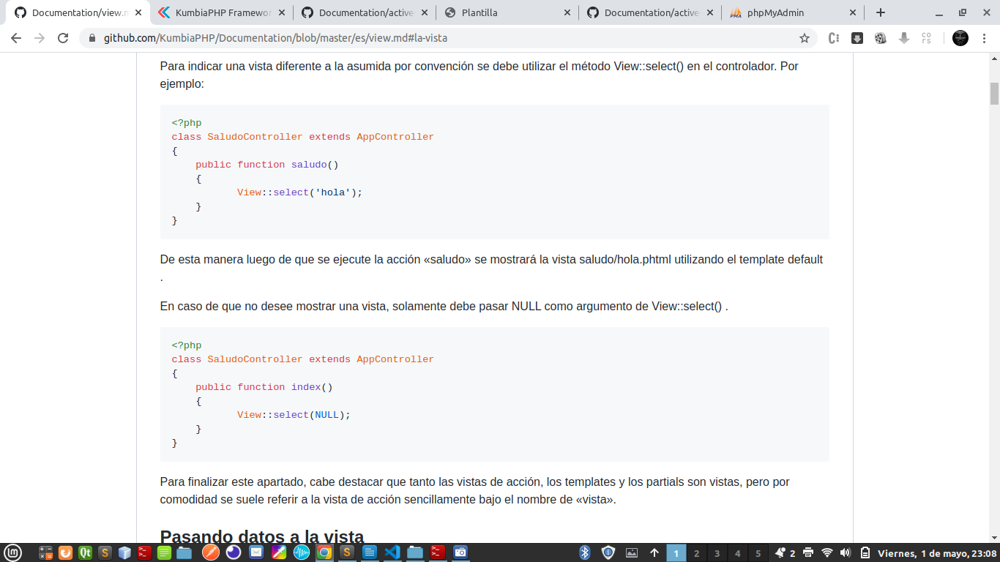 Documentation/view.m
KumbiaPHP Framewor
Documentation/active
Plantilla
Documentation/active
phpMyAdmin
github.com/KumbiaPHP/Documentation/blob/master/es/view.md#la-vista
Para indicar una vista diferente a la asumida por convención se debe utilizar el método View::select() en el controlador. Por
ejemplo:
<?php
class SaludoController extends AppController
{
    public function saludo()
    {
           View::select('hola');
    }
}
De esta manera luego de que se ejecute la acción «saludo» se mostrará la vista saludo/hola.phtml utilizando el template default
.
En caso de que no desee mostrar una vista, solamente debe pasar NULL como argumento de View::select() .
<?php
class SaludoController extends AppController
{
    public function index()
    {
           View::select(NULL);
    }
}
Para finalizar este apartado, cabe destacar que tanto las vistas de acción, los templates y los partials son vistas, pero por
comodidad se suele referir a la vista de acción sencillamente bajo el nombre de «vista».
Pasando datos a la vista
1 2 3 4 5 2 Viernes, 1 de mayo, 23:08